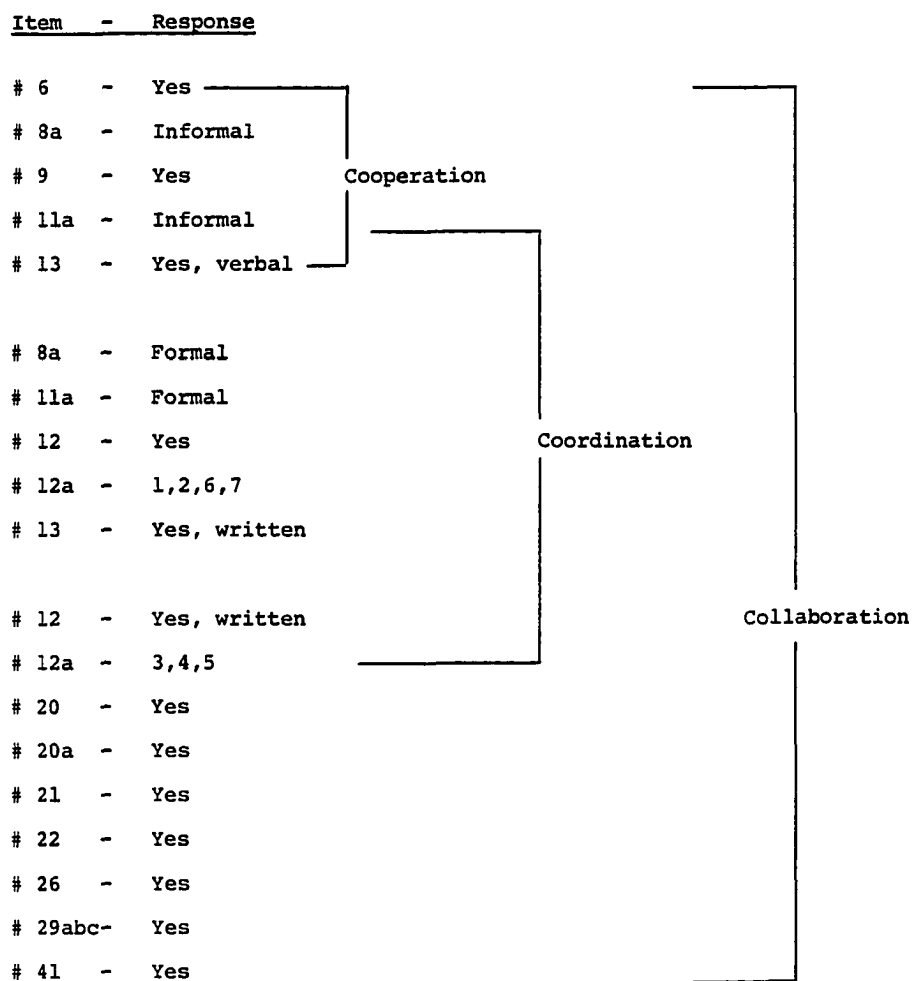 Item - Response
# 6 - Yes
# 8a - Informal
# 9 - Yes Cooperation
# 11a - Informal
# 13 - Yes, verbal
# 8a - Formal
# 11a - Formal
# 12 - Yes Coordination
# 12a - 1,2,6,7
# 13 - Yes, written
# 12 - Yes, written Collaboration
# 12a - 3,4,5
# 20 - Yes
# 20a - Yes
# 21 - Yes
# 22 - Yes
# 26 - Yes
# 29abc- Yes
# 41 - Yes